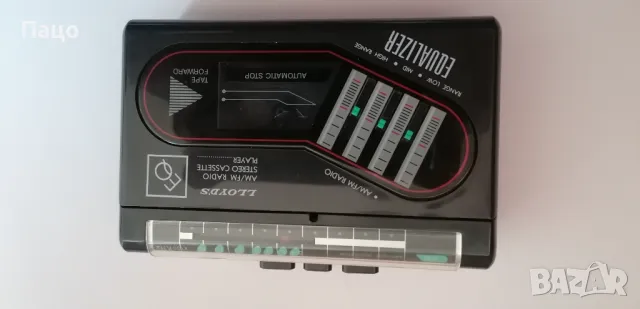 Пацо
EQUALIZER
RANGE LOW • MID • HIGH RANGE
• AM/FM RADIO
AUTOMATIC STOP
TAPE
FORWARD
EQ
LLOYD'S
AM/FM RADIO
STEREO CASSETTE
PLAYER
BAZAR